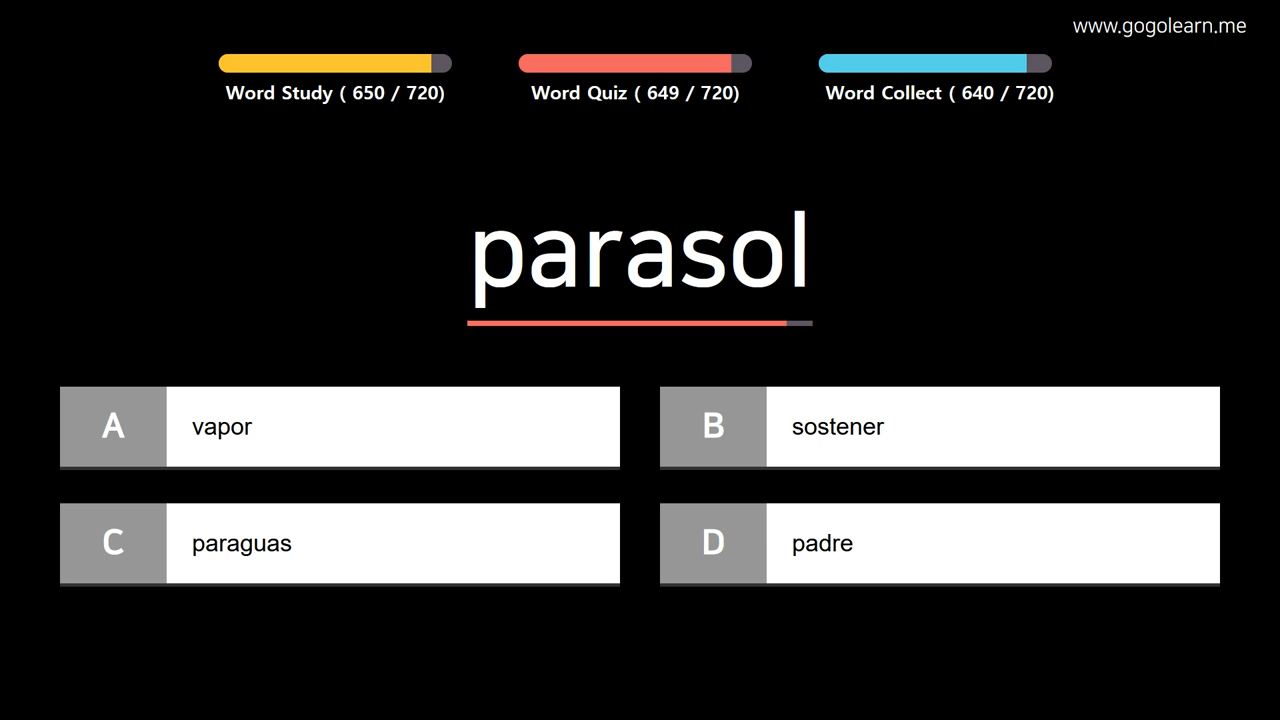 www.gogolearn.me
Word Study ( 650 / 720)
Word Quiz ( 649 / 720)
Word Collect ( 640 / 720)
parasol
A vapor
B sostener
C paraguas
D padre